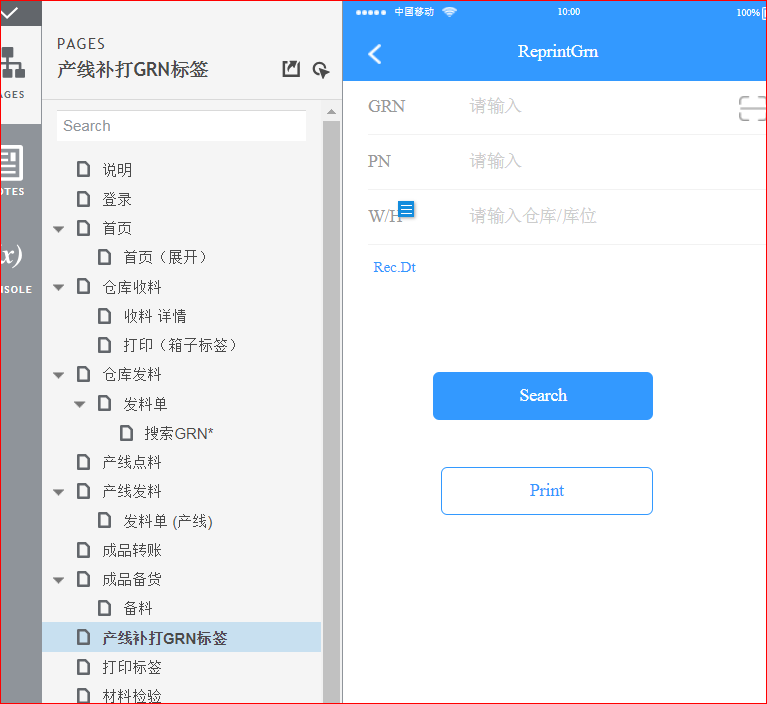 AGES
OTES
x)
NSOLE
PAGES
产线补打GRN标签
Search
说明
登录
首页
首页（展开）
仓库收料
收料 详情
打印（箱子标签）
仓库发料
发料单
搜索GRN*
产线点料
产线发料
发料单 (产线)
成品转账
成品备货
备料
产线补打GRN标签
打印标签
材料检验
中国移动 10:00 100%
ReprintGrn
GRN 请输入
PN 请输入
W/H 请输入仓库/库位
Rec.Dt
Search
Print